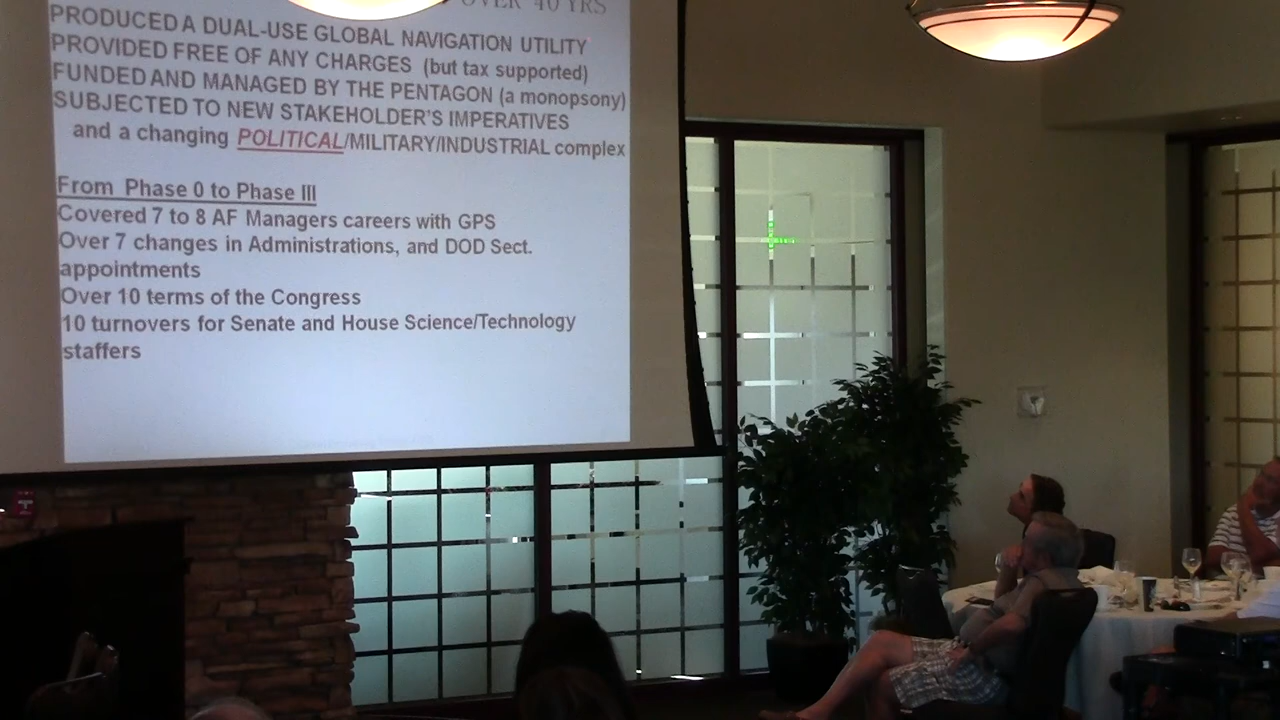 OVER 40 YRS
PRODUCED A DUAL-USE GLOBAL NAVIGATION UTILITY
PROVIDED FREE OF ANY CHARGES (but tax supported)
FUNDED AND MANAGED BY THE PENTAGON (a monopsony)
SUBJECTED TO NEW STAKEHOLDER'S IMPERATIVES
and a changing POLITICAL/MILITARY/INDUSTRIAL complex
From Phase 0 to Phase III
Covered 7 to 8 AF Managers careers with GPS
Over 7 changes in Administrations, and DOD Sect.
appointments
Over 10 terms of the Congress
10 turnovers for Senate and House Science/Technology
staffers